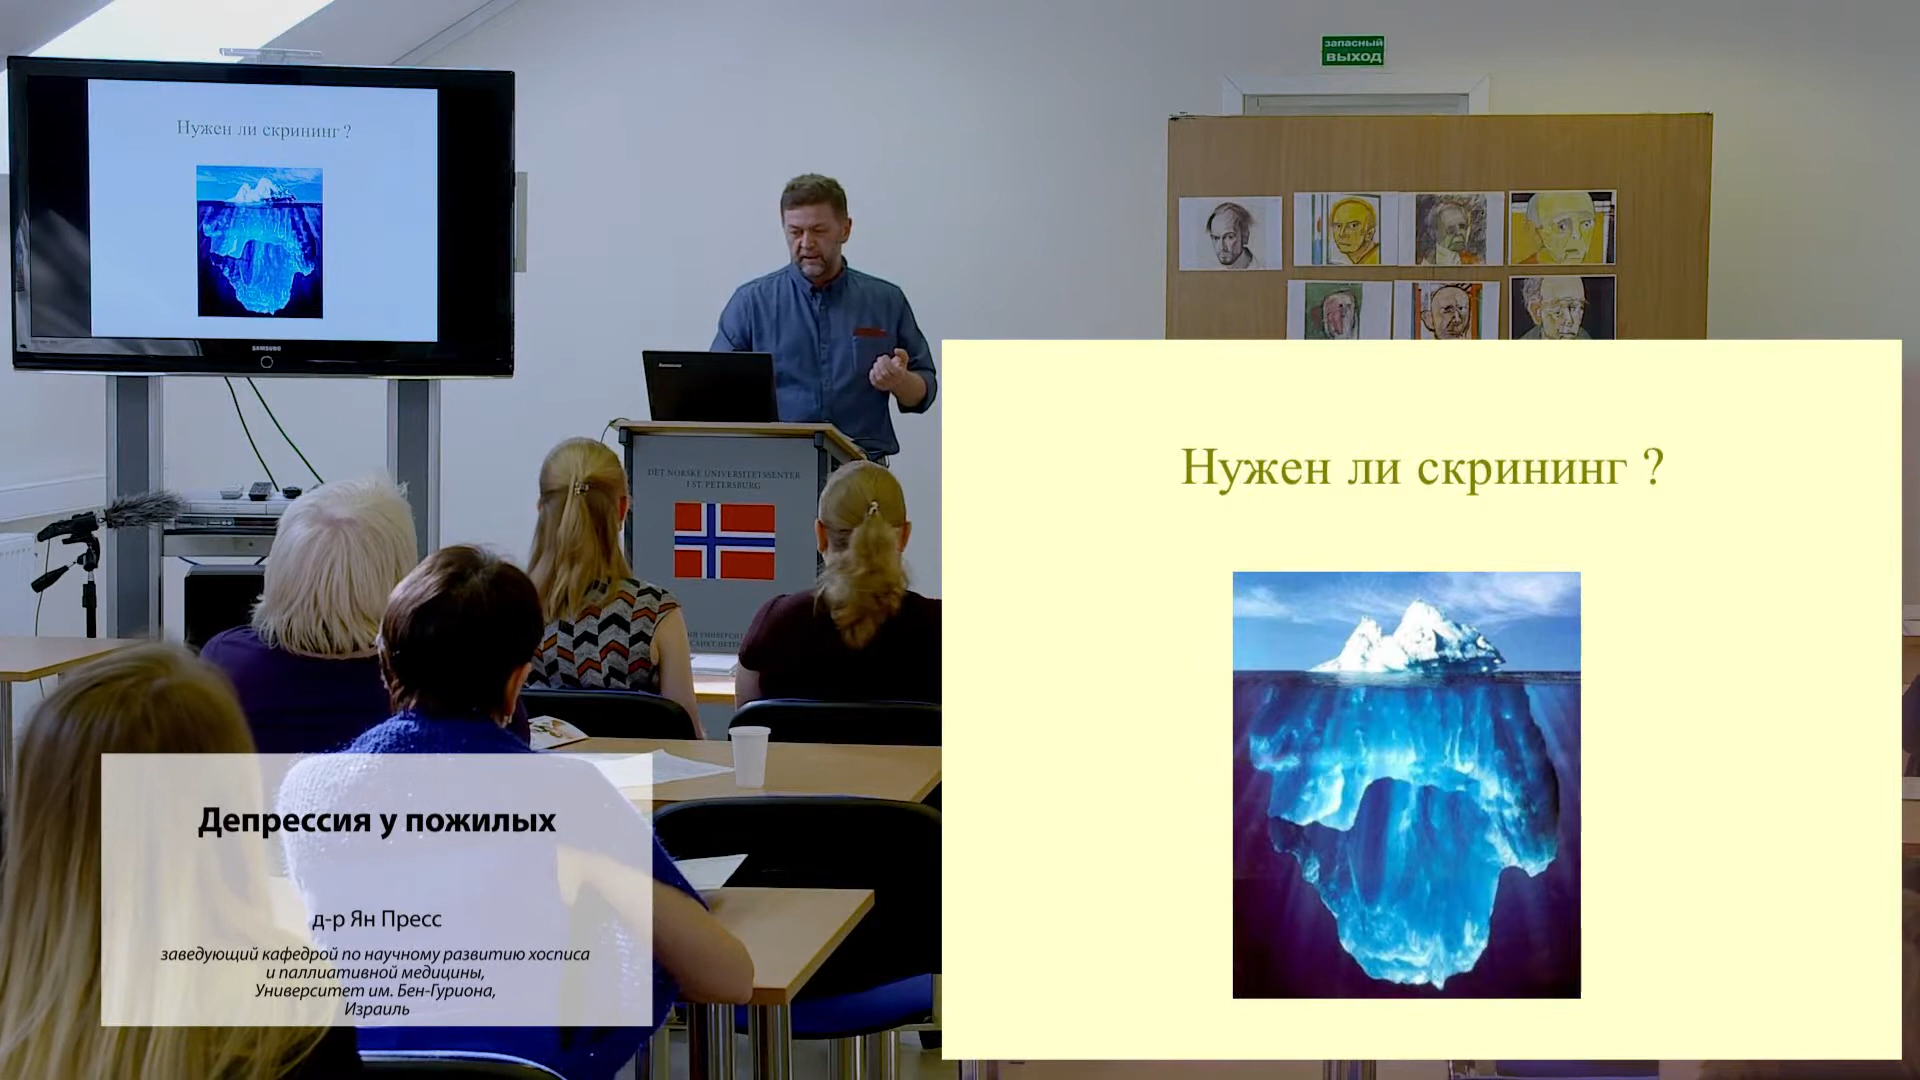 Нужен ли скрининг ?
SAMSUNG
запасный
ВЫХОД
DET NORSKE UNIVERSITETSSENTER
I ST. PETERSBURG
Нужен ли скрининг ?
Депрессия у пожилых
д-р Ян Пресс
заведующий кафедрой по научному развитию хосписа
и паллиативной медицины,
Университет им. Бен-Гуриона,
Израиль